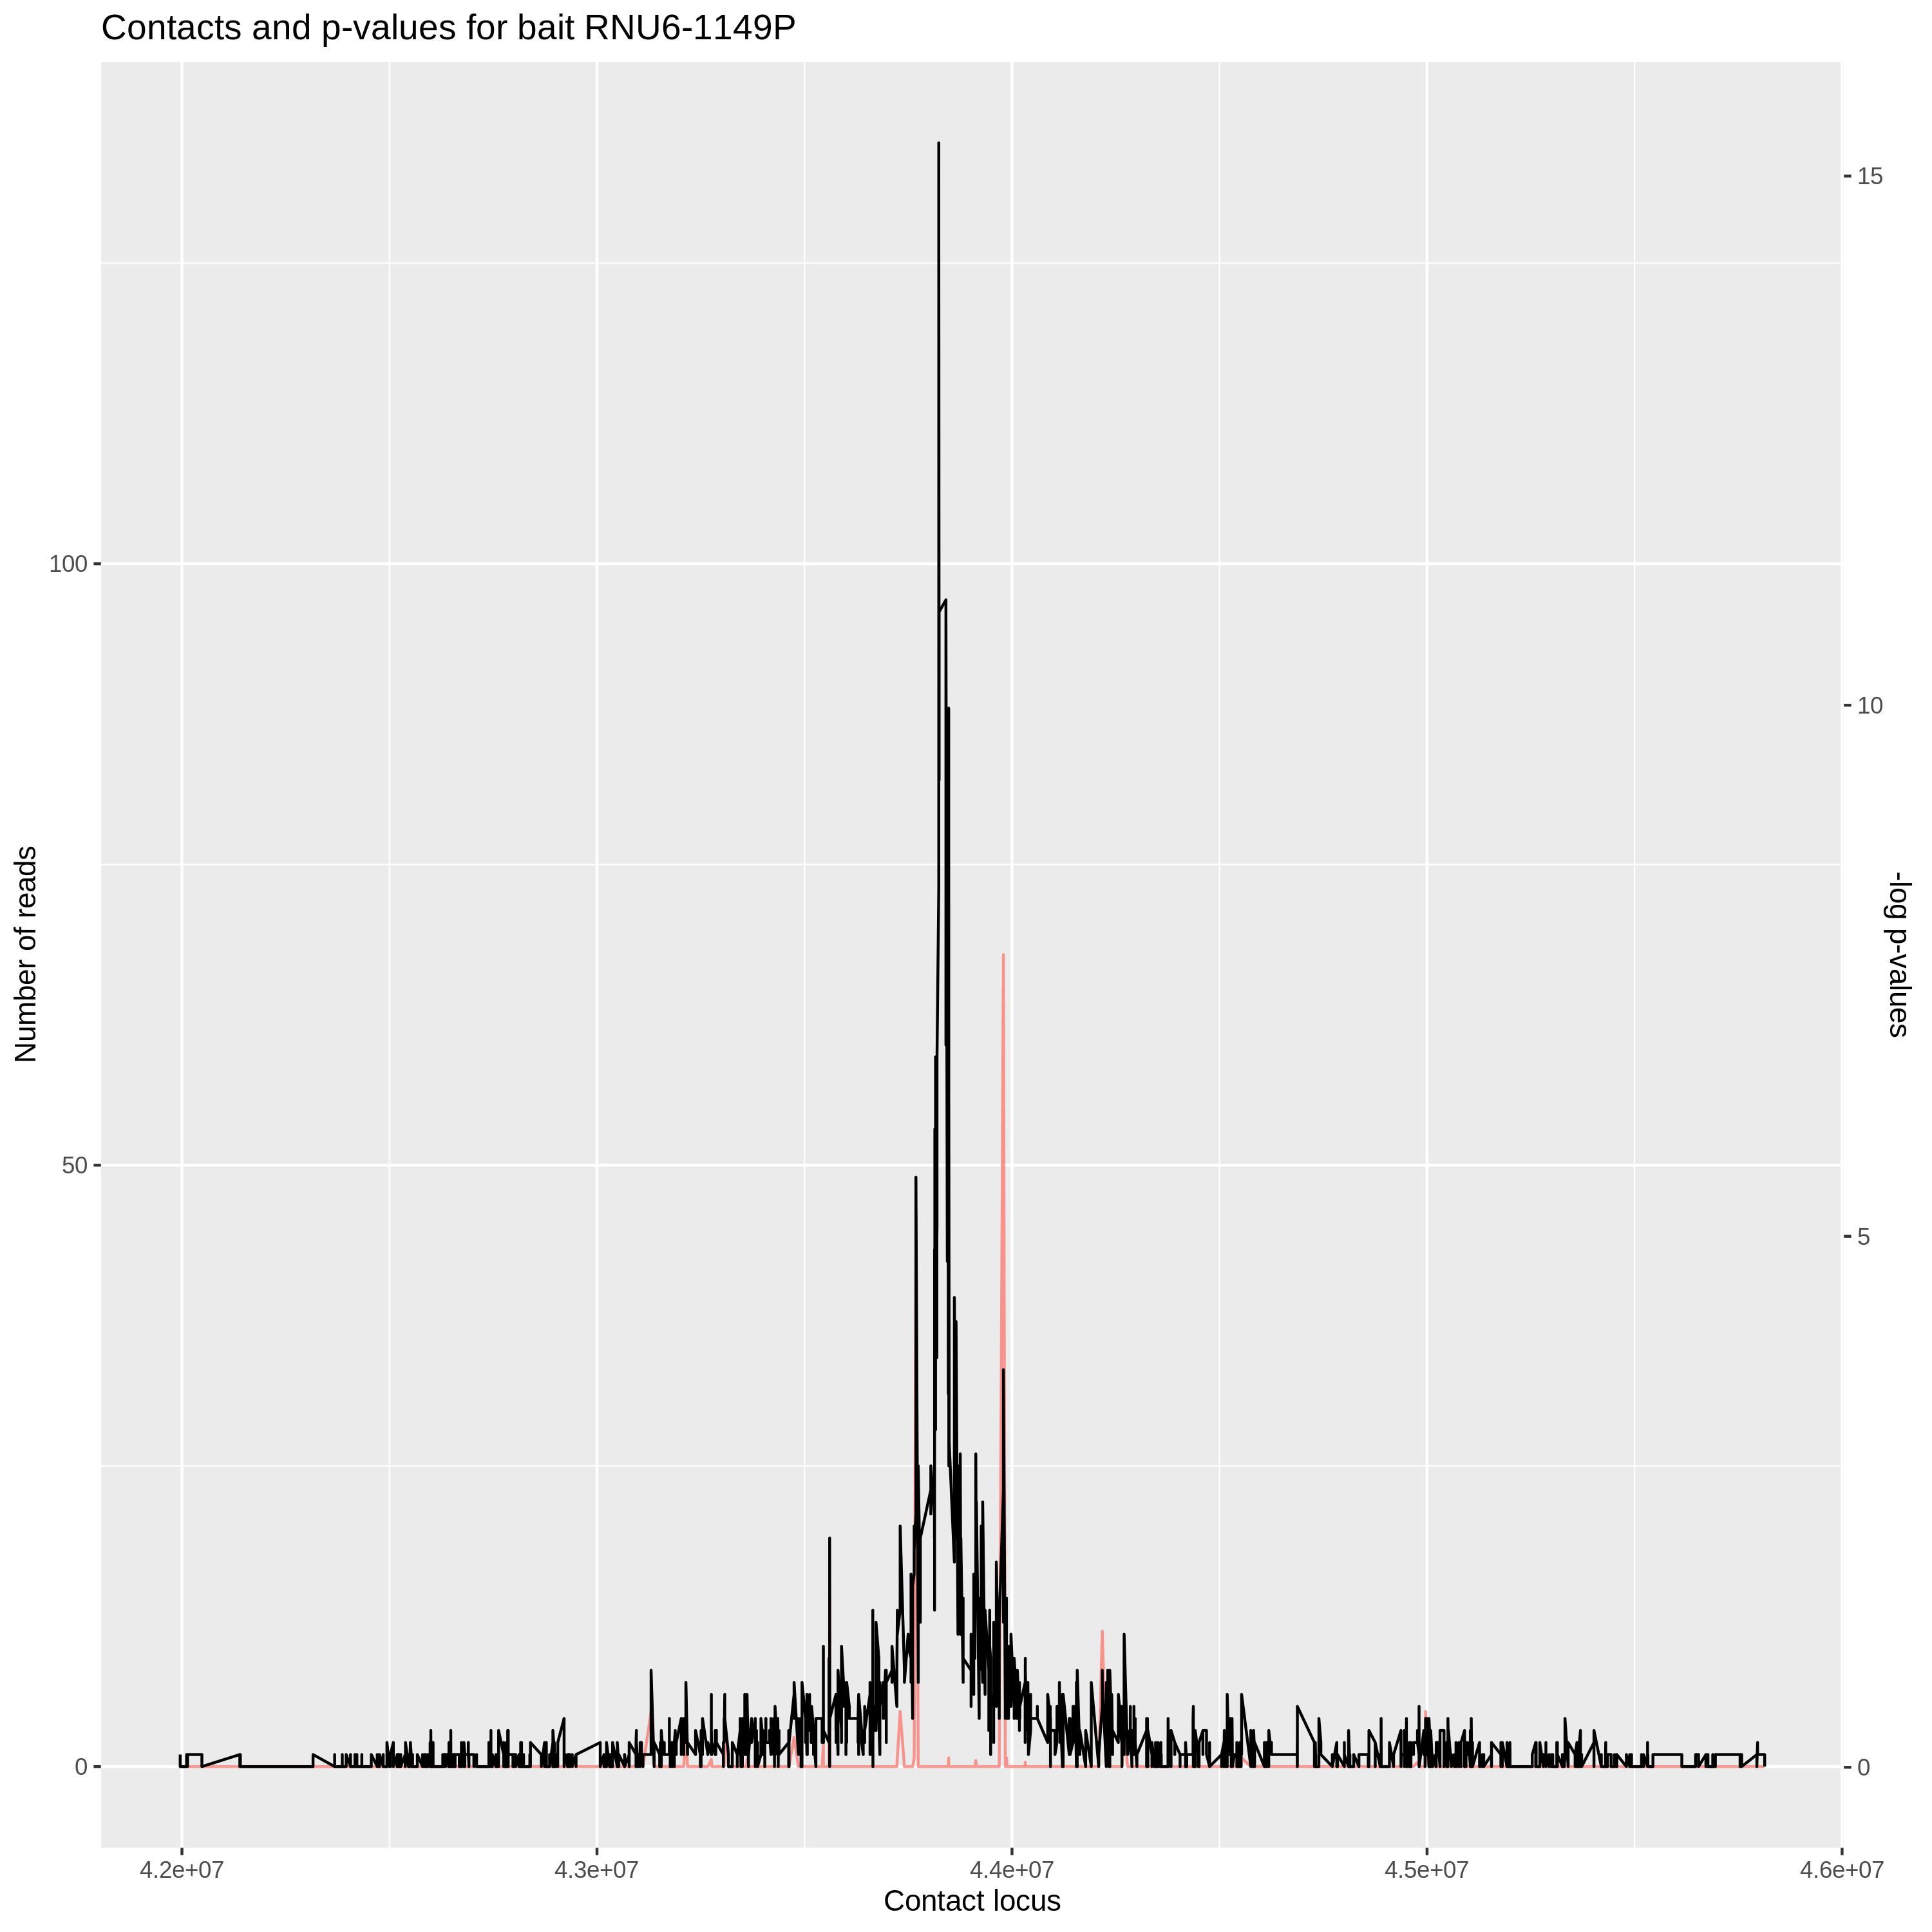 Contacts and p-values for bait RNU6-1149P
15
100
10
Number of reads
-log p-values
50
5
0
0
4.2e+07
4.3e+07
4.4e+07
4.5e+07
4.6e+07
Contact locus